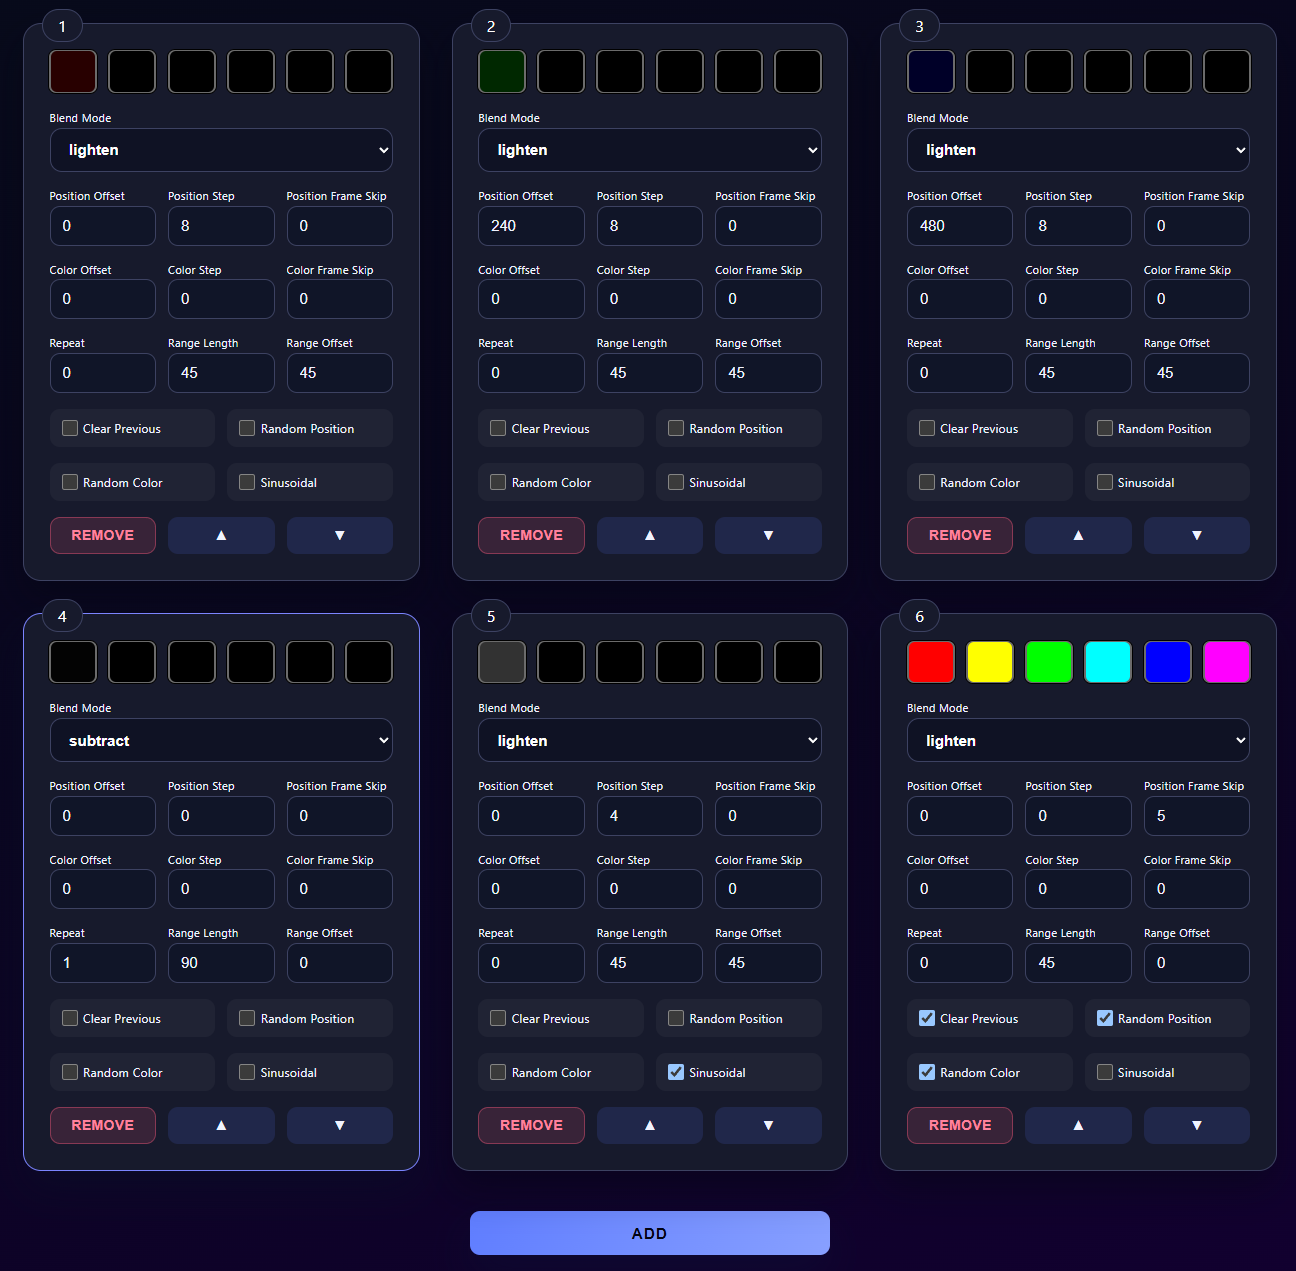 1
Blend Mode
lighten
Position Offset Position Step Position Frame Skip
0 8 0
Color Offset Color Step Color Frame Skip
0 0 0
Repeat Range Length Range Offset
0 45 45
Clear Previous Random Position
Random Color Sinusoidal
REMOVE ▲ ▼
2
Blend Mode
lighten
Position Offset Position Step Position Frame Skip
240 8 0
Color Offset Color Step Color Frame Skip
0 0 0
Repeat Range Length Range Offset
0 45 45
Clear Previous Random Position
Random Color Sinusoidal
REMOVE ▲ ▼
3
Blend Mode
lighten
Position Offset Position Step Position Frame Skip
480 8 0
Color Offset Color Step Color Frame Skip
0 0 0
Repeat Range Length Range Offset
0 45 45
Clear Previous Random Position
Random Color Sinusoidal
REMOVE ▲ ▼
4
Blend Mode
subtract
Position Offset Position Step Position Frame Skip
0 0 0
Color Offset Color Step Color Frame Skip
0 0 0
Repeat Range Length Range Offset
1 90 0
Clear Previous Random Position
Random Color Sinusoidal
REMOVE ▲ ▼
5
Blend Mode
lighten
Position Offset Position Step Position Frame Skip
0 4 0
Color Offset Color Step Color Frame Skip
0 0 0
Repeat Range Length Range Offset
0 45 45
Clear Previous Random Position
Random Color Sinusoidal
REMOVE ▲ ▼
6
Blend Mode
lighten
Position Offset Position Step Position Frame Skip
0 0 5
Color Offset Color Step Color Frame Skip
0 0 0
Repeat Range Length Range Offset
0 45 0
Clear Previous Random Position
Random Color Sinusoidal
REMOVE ▲ ▼
ADD